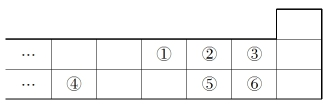 … ① ② ③
… ④ ⑤ ⑥